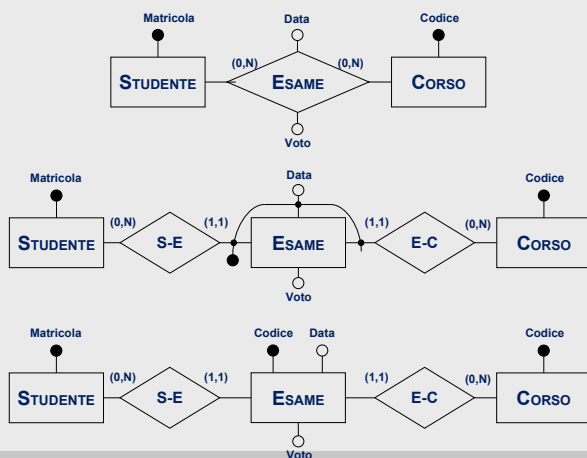 Matricola Data Codice
STUDENTE (0,N) ESAME (0,N) CORSO
Voto
Matricola Data Codice
STUDENTE (0,N) S-E (1,1) ESAME (1,1) E-C (0,N) CORSO
Voto
Matricola Codice Data Codice
STUDENTE (0,N) S-E (1,1) ESAME (1,1) E-C (0,N) CORSO
Voto